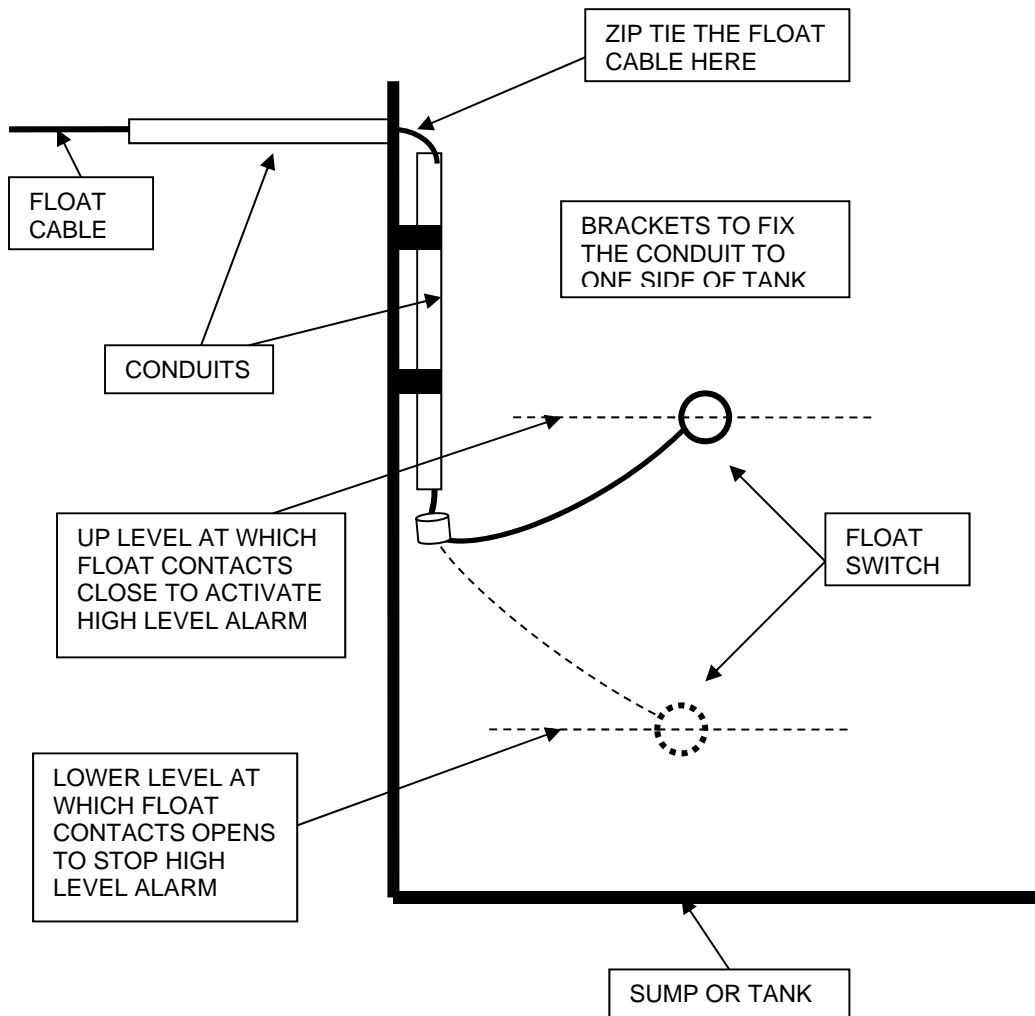 ZIP TIE THE FLOAT
CABLE HERE
FLOAT
CABLE
BRACKETS TO FIX
THE CONDUIT TO
ONE SIDE OF TANK
CONDUITS
UP LEVEL AT WHICH
FLOAT CONTACTS
CLOSE TO ACTIVATE
HIGH LEVEL ALARM
FLOAT
SWITCH
LOWER LEVEL AT
WHICH FLOAT
CONTACTS OPENS
TO STOP HIGH
LEVEL ALARM
SUMP OR TANK